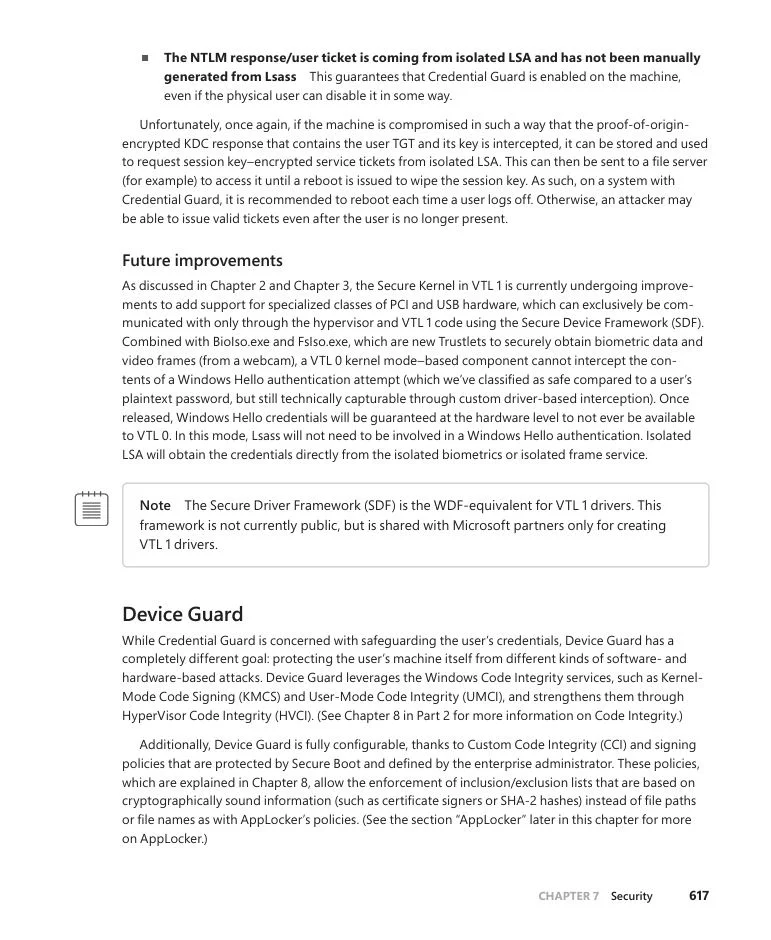 ■ The NTLM response/user ticket is coming from isolated LSA and has not been manually
generated from Lsass This guarantees that Credential Guard is enabled on the machine,
even if the physical user can disable it in some way.
Unfortunately, once again, if the machine is compromised in such a way that the proof-of-origin-
encrypted KDC response that contains the user TGT and its key is intercepted, it can be stored and used
to request session key–encrypted service tickets from isolated LSA. This can then be sent to a file server
(for example) to access it until a reboot is issued to wipe the session key. As such, on a system with
Credential Guard, it is recommended to reboot each time a user logs off. Otherwise, an attacker may
be able to issue valid tickets even after the user is no longer present.
Future improvements
As discussed in Chapter 2 and Chapter 3, the Secure Kernel in VTL 1 is currently undergoing improve-
ments to add support for specialized classes of PCI and USB hardware, which can exclusively be com-
municated with only through the hypervisor and VTL 1 code using the Secure Device Framework (SDF).
Combined with BioIso.exe and FsIso.exe, which are new Trustlets to securely obtain biometric data and
video frames (from a webcam), a VTL 0 kernel mode–based component cannot intercept the con-
tents of a Windows Hello authentication attempt (which we've classified as safe compared to a user's
plaintext password, but still technically capturable through custom driver-based interception). Once
released, Windows Hello credentials will be guaranteed at the hardware level to not ever be available
to VTL 0. In this mode, Lsass will not need to be involved in a Windows Hello authentication. Isolated
LSA will obtain the credentials directly from the isolated biometrics or isolated frame service.
Note The Secure Driver Framework (SDF) is the WDF-equivalent for VTL 1 drivers. This
framework is not currently public, but is shared with Microsoft partners only for creating
VTL 1 drivers.
Device Guard
While Credential Guard is concerned with safeguarding the user's credentials, Device Guard has a
completely different goal: protecting the user's machine itself from different kinds of software- and
hardware-based attacks. Device Guard leverages the Windows Code Integrity services, such as Kernel-
Mode Code Signing (KMCS) and User-Mode Code Integrity (UMCI), and strengthens them through
HyperVisor Code Integrity (HVCI). (See Chapter 8 in Part 2 for more information on Code Integrity.)
Additionally, Device Guard is fully configurable, thanks to Custom Code Integrity (CCI) and signing
policies that are protected by Secure Boot and defined by the enterprise administrator. These policies,
which are explained in Chapter 8, allow the enforcement of inclusion/exclusion lists that are based on
cryptographically sound information (such as certificate signers or SHA-2 hashes) instead of file paths
or file names as with AppLocker's policies. (See the section "AppLocker" later in this chapter for more
on AppLocker.)
CHAPTER 7 Security 617